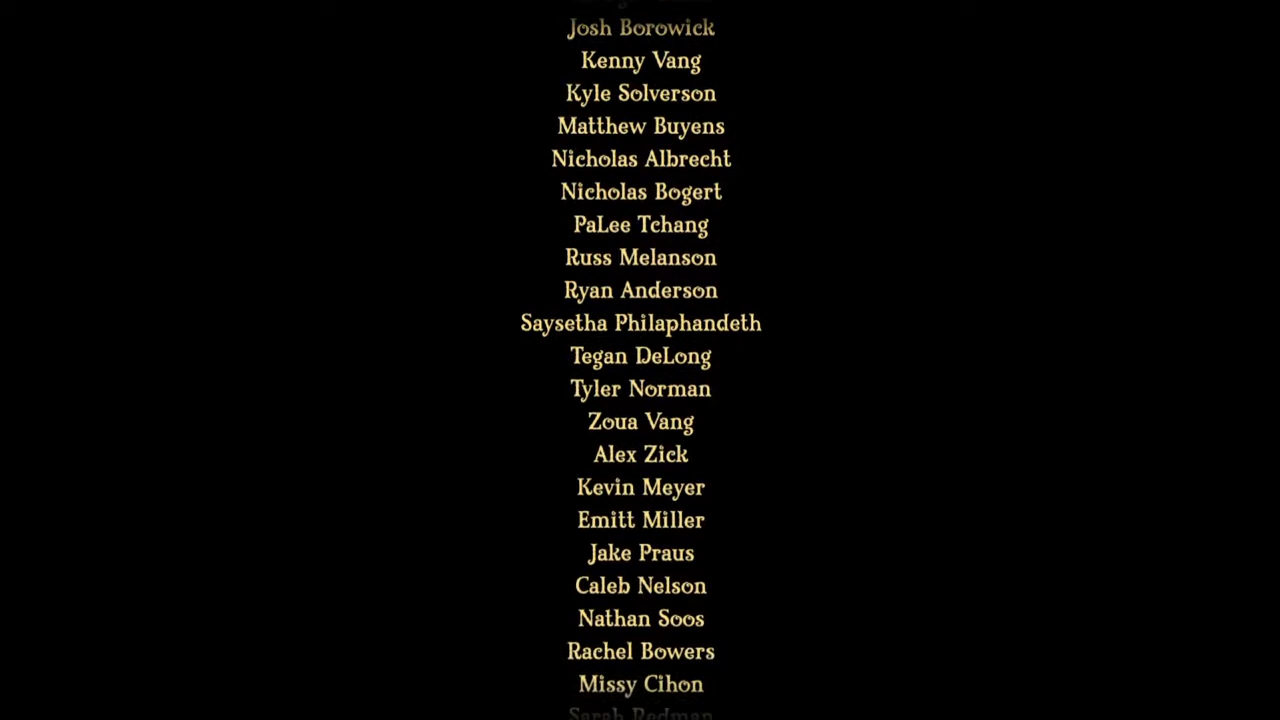 Josh Borowick
Kenny Vang
Kyle Solverson
Matthew Buyens
Nicholas Albrecht
Nicholas Bogert
PaLee Tchang
Russ Melanson
Ryan Anderson
Saysetha Philaphandeth
Tegan DeLong
Tyler Norman
Zoua Vang
Alex Zick
Kevin Meyer
Emitt Miller
Jake Praus
Caleb Nelson
Nathan Soos
Rachel Bowers
Missy Cihon
Sarah Redman